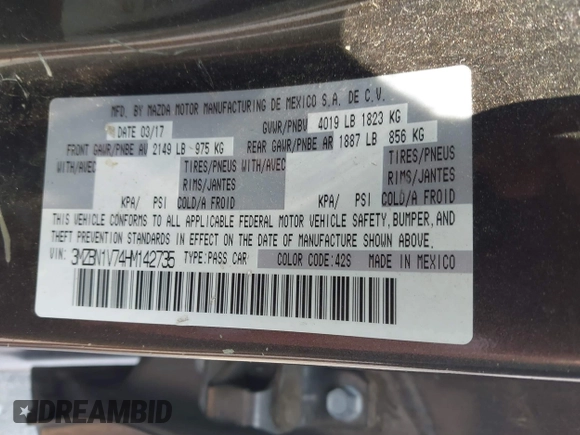 MFD. BY MAZDA MOTOR MANUFACTURING DE MEXICO S.A. DE C.V.
DATE 03/17 GVWR/PNBV 4019 LB 1823 KG
FRONT GAWR/PNBE AV 2149 LB 975 KG REAR GAWR/PNBE AR 1887 LB 856 KG
WITH/AVEC TIRES/PNEUS WITH/AVEC TIRES/PNEUS
RIMS/JANTES RIMS/JANTES
KPA/ PSI COLD/A FROID KPA/ PSI COLD/A FROID
THIS VEHICLE CONFORMS TO ALL APPLICABLE FEDERAL MOTOR VEHICLE SAFETY, BUMPER, AND
THEFT PREVENTION STANDARDS IN EFFECT ON THE DATE OF MANUFACTURE SHOWN ABOVE.
VIN: 3MZBN1V74HM142735 TYPE: PASS CAR COLOR CODE: 42S MADE IN MEXICO
DREAMBID